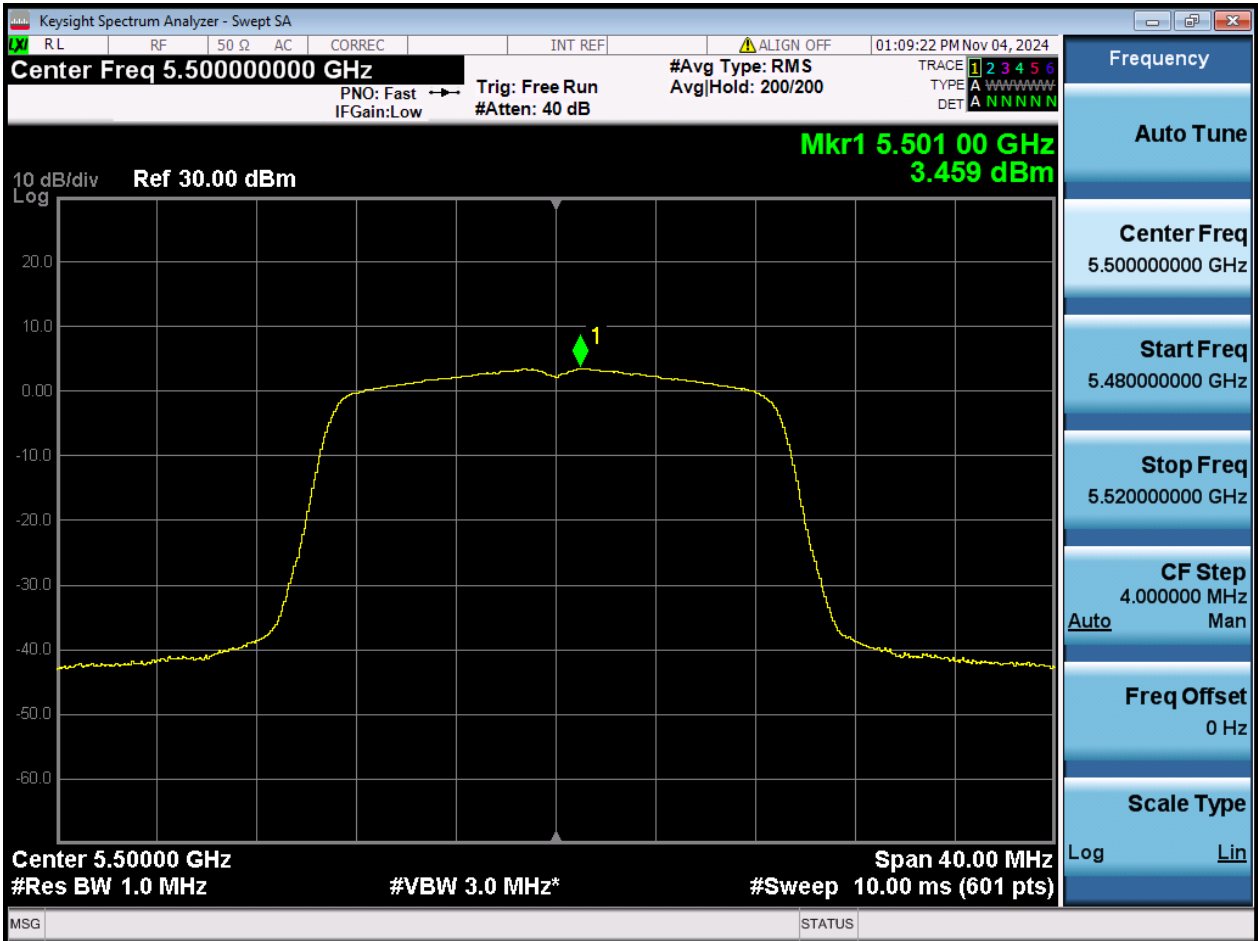 Keysight Spectrum Analyzer - Swept SA
LXI RL RF 50 Ω AC CORREC INT REF ALIGN OFF 01:09:22 PM Nov 04, 2024
Center Freq 5.500000000 GHz
PNO: Fast
IFGain:Low
Trig: Free Run
#Atten: 40 dB
#Avg Type: RMS
Avg|Hold: 200/200
TRACE 1 2 3 4 5 6
TYPE A WWWWW
DET A N N N N N
Mkr1 5.501 00 GHz
3.459 dBm
10 dB/div
Log
Ref 30.00 dBm
20.0
10.0
0.00
-10.0
-20.0
-30.0
-40.0
-50.0
-60.0
1
Center 5.50000 GHz
Span 40.00 MHz
#Res BW 1.0 MHz
#VBW 3.0 MHz*
#Sweep 10.00 ms (601 pts)
MSG
STATUS
Frequency
Auto Tune
Center Freq
5.500000000 GHz
Start Freq
5.480000000 GHz
Stop Freq
5.520000000 GHz
CF Step
4.000000 MHz
Auto Man
Freq Offset
0 Hz
Scale Type
Log Lin